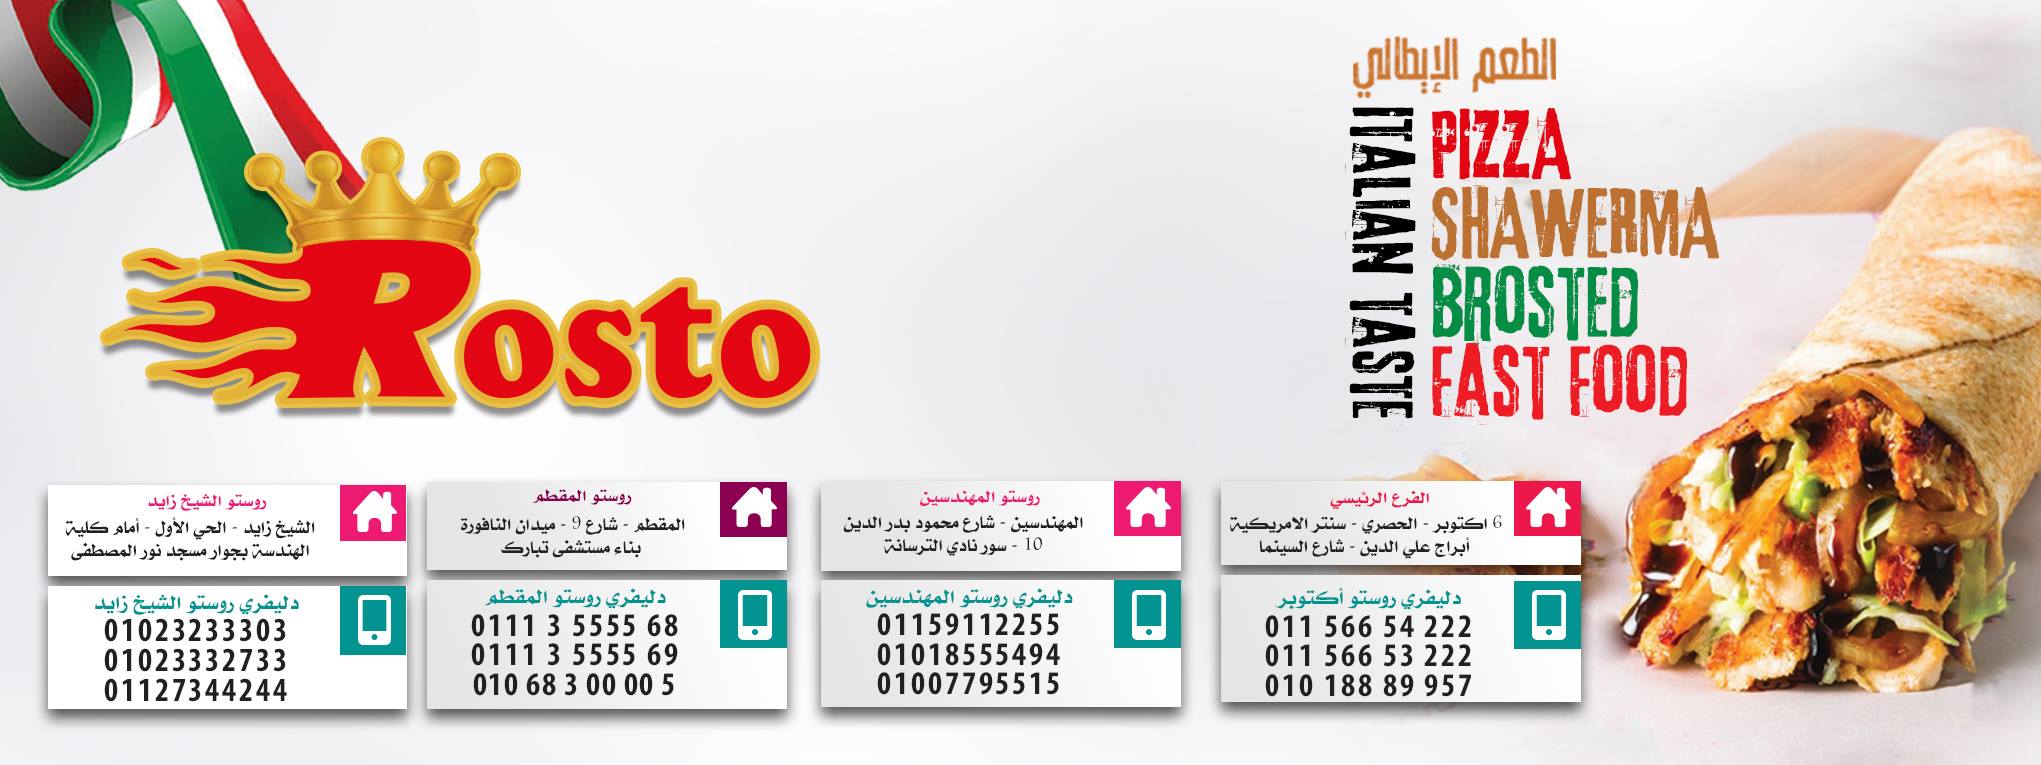 Rosto
الطعم الإيطالي
ITALIAN TASTE
PIZZA
SHAWERMA
BROSTED
FAST FOOD
الفرع الرئيسي
6 اكتوبر - الحصري - سنتر الامريكية
أبراج علي الدين - شارع السينما
دليفري روستو أكتوبر
011 566 54 222
011 566 53 222
010 188 89 957
روستو المهندسين
المهندسين - شارع محمود بدر الدين
10 - سور نادي الترسانة
دليفري روستو المهندسين
01159112255
01018555494
01007795515
روستو المقطم
المقطم - شارع 9 - ميدان النافورة
بناء مستشفى تبارك
دليفري روستو المقطم
0111 3 5555 68
0111 3 5555 69
010 68 3 00 00 5
روستو الشيخ زايد
الشيخ زايد - الحي الأول - أمام كلية
الهندسة بجوار مسجد نور المصطفى
دليفري روستو الشيخ زايد
01023233303
01023332733
01127344244